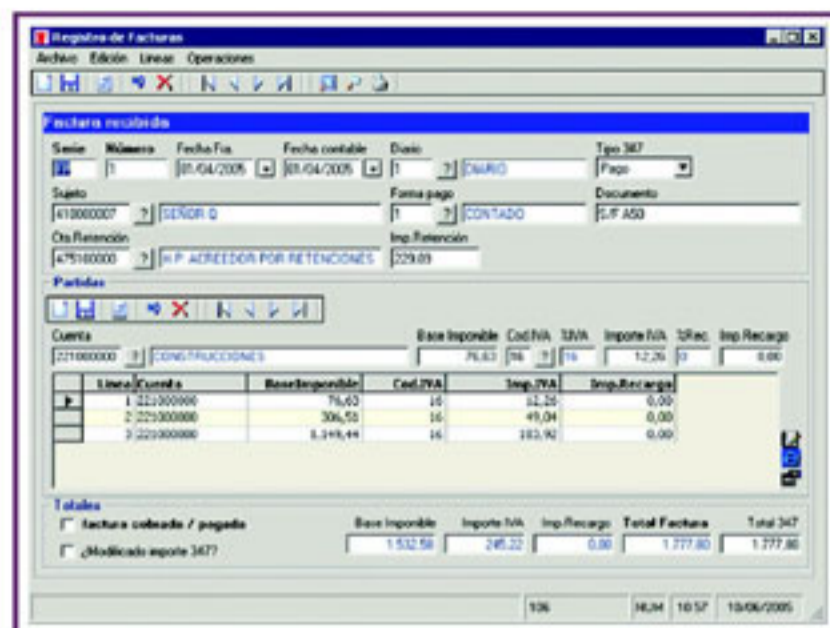 Registro de Facturas
Archivo Edición Lineas Operaciones
Factura recibida
Serie Número Fecha Fra. Fecha contable Diario Tipo 347
1 01/04/2005 01/04/2005 1 ? DIARIO Pago
Sujeto Forma pago Documento
410000007 ? SEÑOR Q 1 ? CONTADO S/F A50
Cta.Retención Imp.Retención
475100000 ? H.P. ACREEDOR POR RETENCIONES 229.89
Partidas
Cuenta Base Imponible Cod.IVA %IVA Importe IVA %Rec. Imp.Recargo
221000000 ? CONSTRUCCIONES 76,63 16 ? 16 12,26 0 0,00
Linea Cuenta BaseImponible Cod.IVA Imp.IVA Imp.Recargo
1 221000000 76,63 16 12,26 0,00
2 221000000 306,51 16 49,04 0,00
3 221000000 1.149,44 16 183,92 0,00
Totales
factura cobrada / pagada Base Imponible Importe IVA Imp.Recargo Total Factura Total 347
1.532,58 245,22 0,00 1.777,80 1.777,80
¿Modificado importe 347?
106 NUM 10:57 10/06/2005